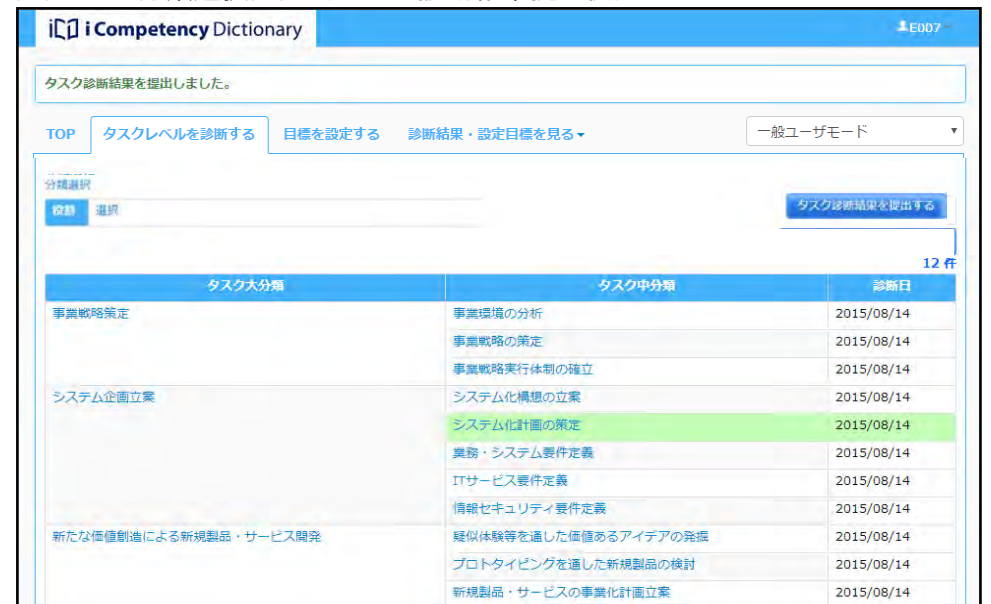 i Competency Dictionary
E007
タスク診断結果を提出しました。
TOP タスクレベルを診断する 目標を設定する 診断結果・設定目標を見る 一般ユーザモード
分類選択
役割 選択
タスク診断結果を提出する
12 件
タスク大分類 タスク中分類 診断日
事業戦略策定 事業環境の分析 2015/08/14
事業戦略の策定 2015/08/14
事業戦略実行体制の確立 2015/08/14
システム企画立案 システム化構想の立案 2015/08/14
システム化計画の策定 2015/08/14
業務・システム要件定義 2015/08/14
ITサービス要件定義 2015/08/14
情報セキュリティ要件定義 2015/08/14
新たな価値創造による新規製品・サービス開発 疑似体験等を通した価値あるアイデアの発掘 2015/08/14
プロトタイピングを通した新規製品の検討 2015/08/14
新規製品・サービスの事業化計画立案 2015/08/14